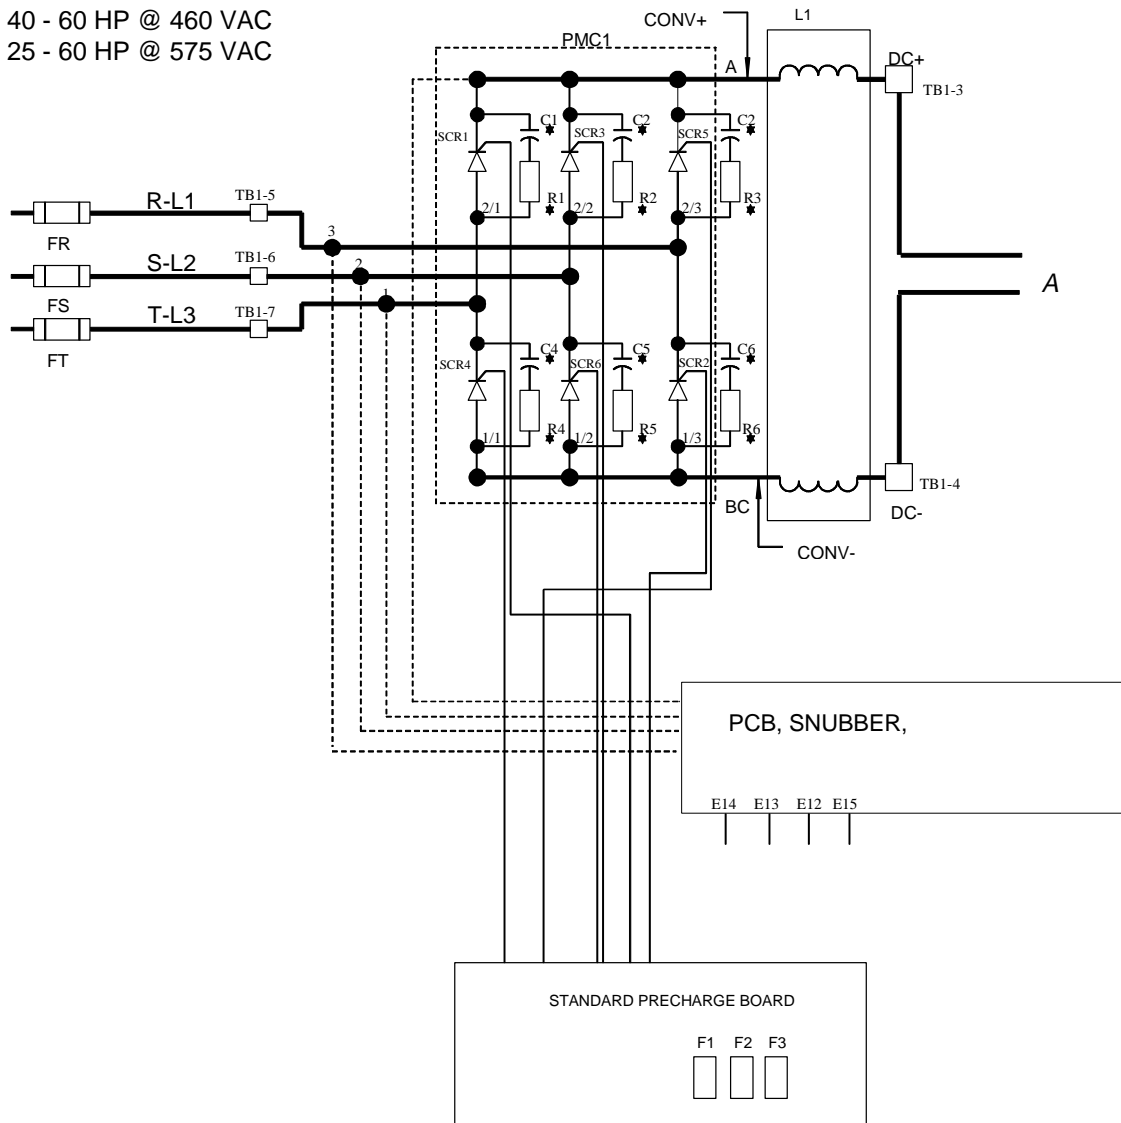 40 - 60 HP @ 460 VAC
25 - 60 HP @ 575 VAC
CONV+
L1
PMC1
A
DC+
TB1-3
C1
C2
C2
SCR1
SCR3
SCR5
R1
R2
R3
2/1
2/2
2/3
R-L1
TB1-5
FR
3
S-L2
TB1-6
2
FS
T-L3
TB1-7
1
FT
A
C4
C5
C6
SCR4
SCR6
SCR2
R4
R5
R6
1/1
1/2
1/3
TB1-4
BC
DC-
CONV-
PCB, SNUBBER,
E14 E13 E12 E15
STANDARD PRECHARGE BOARD
F1 F2 F3